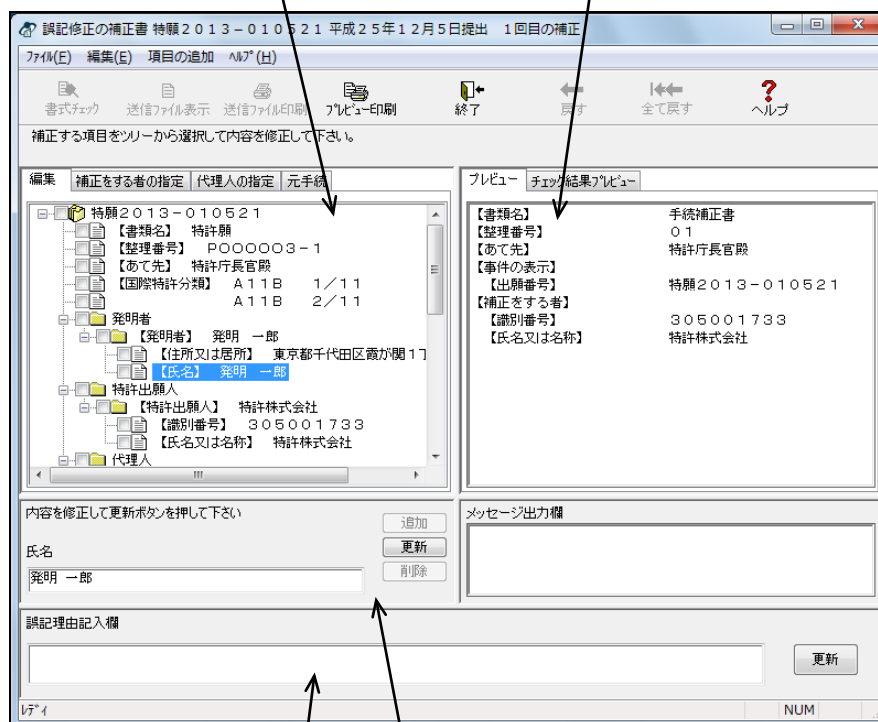 誤記修正の補正書 特願２０１３－０１０５２１ 平成２５年１２月５日提出　１回目の補正
ﾌｧｲﾙ(F)　編集(E)　項目の追加　ﾍﾙﾌﾟ(H)
書式ﾁｪｯｸ　送信ﾌｧｲﾙ表示　送信ﾌｧｲﾙ印刷　ﾌﾟﾚﾋﾞｭｰ印刷　終了　戻す　全て戻す　ヘルプ
補正する項目をツリーから選択して内容を修正して下さい。
編集　補正をする者の指定　代理人の指定　元手続
特願２０１３－０１０５２１
【書類名】　特許願
【整理番号】　Ｐ００００００３－１
【あて先】　特許庁長官殿
【国際特許分類】　Ａ１１Ｂ　　１／１１
Ａ１１Ｂ　　２／１１
発明者
【発明者】　発明　一郎
【住所又は居所】　東京都千代田区霞が関１丁
【氏名】　発明　一郎
特許出願人
【特許出願人】　特許株式会社
【識別番号】　３０５００１７３３
【氏名又は名称】　特許株式会社
代理人
プレビュー　チェック結果ﾌﾟﾚﾋﾞｭｰ
【書類名】　手続補正書
【整理番号】　０１
【あて先】　特許庁長官殿
【事件の表示】
【出願番号】　特願２０１３－０１０５２１
【補正をする者】
【識別番号】　３０５００１７３３
【氏名又は名称】　特許株式会社
内容を修正して更新ボタンを押して下さい
追加
氏名
更新
発明 一郎
削除
メッセージ出力欄
誤記理由記入欄
更新
ﾚﾃﾞｨ　NUM